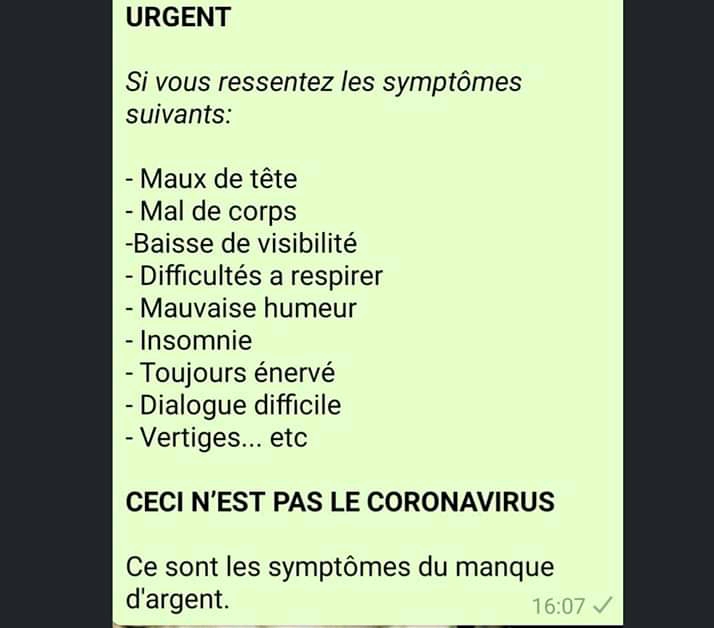 URGENT
Si vous ressentez les symptômes
suivants:
- Maux de tête
- Mal de corps
-Baisse de visibilité
- Difficultés a respirer
- Mauvaise humeur
- Insomnie
- Toujours énervé
- Dialogue difficile
- Vertiges... etc
CECI N’EST PAS LE CORONAVIRUS
Ce sont les symptômes du manque
d'argent.
16:07